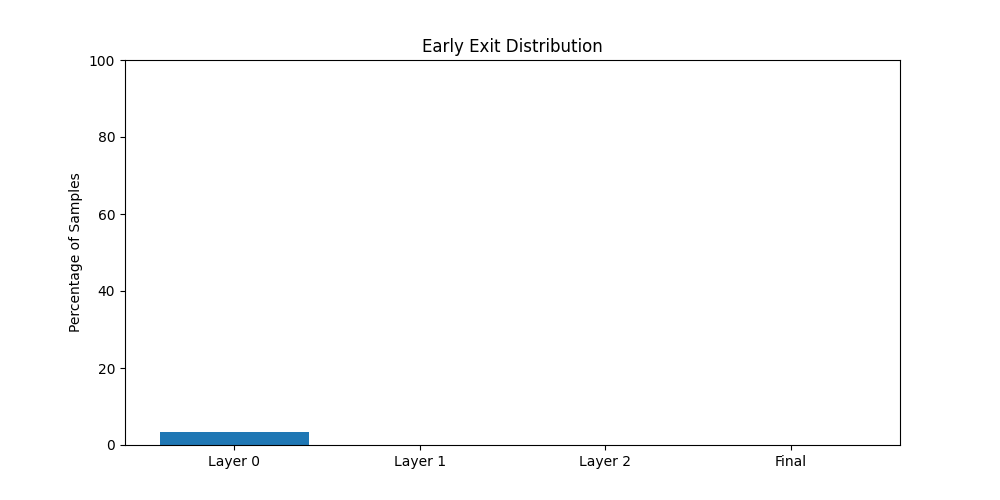 Early Exit Distribution
Percentage of Samples
100
80
60
40
20
0
Layer 0
Layer 1
Layer 2
Final